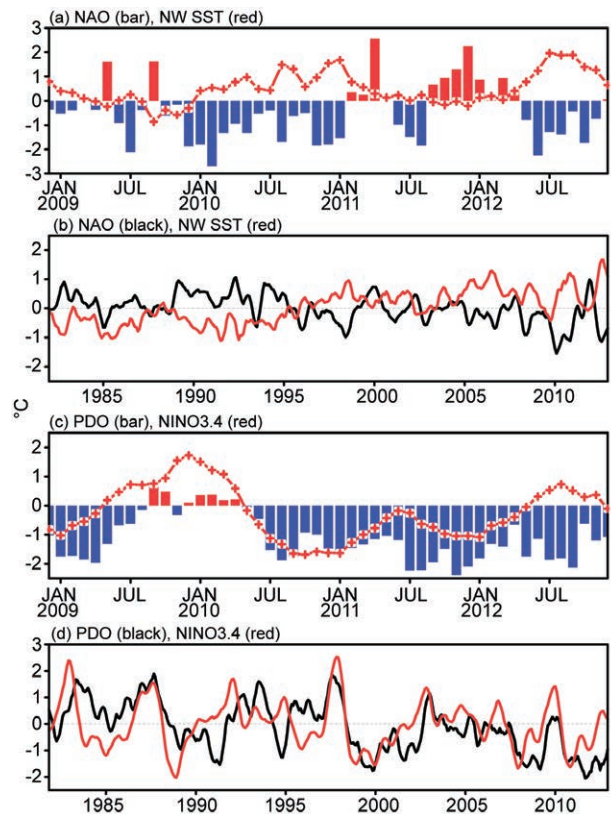 (a) NAO (bar), NW SST (red)
3
2
1
0
-1
-2
-3
JAN JUL JAN JUL JAN JUL JAN JUL
2009 2010 2011 2012
(b) NAO (black), NW SST (red)
2
1
0
-1
-2
1985 1990 1995 2000 2005 2010
°C
(c) PDO (bar), NINO3.4 (red)
2
1
0
-1
-2
JAN JUL JAN JUL JAN JUL JAN JUL
2009 2010 2011 2012
(d) PDO (black), NINO3.4 (red)
3
2
1
0
-1
-2
1985 1990 1995 2000 2005 2010